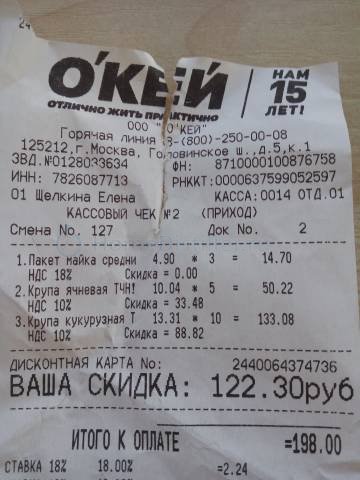 О'КЕЙ
ОТЛИЧНО ЖИТЬ ПРАКТИЧНО
НАМ
15
ЛЕТ!
ООО "О'КЕЙ"
Горячая линия 8-(800)-250-00-08
125212,г.Москва, Головинское ш.,д.5,к.1
ЗВД.№0128033634 ФН: 8710000100876758
ИНН: 7826087713 РНККТ:0000637599052597
01 Щелкина Елена КАССА:0014 ОТД.01
КАССОВЫЙ ЧЕК №2 (ПРИХОД)
Смена No. 127 Док No. 2
1.Пакет майка средни 4.90 * 3 = 14.70
НДС 18% Скидка = 0.00
2.Крупа ячневая ТЧН! 10.04 * 5 = 50.22
НДС 10% Скидка = 33.48
3.Крупа кукурузная Т 13.31 * 10 = 133.08
НДС 10% Скидка = 88.82
ДИСКОНТНАЯ КАРТА No: 2440064374736
ВАША СКИДКА: 122.30руб
ИТОГО К ОПЛАТЕ =198.00
СТАВКА 18% 18.00% =2.24